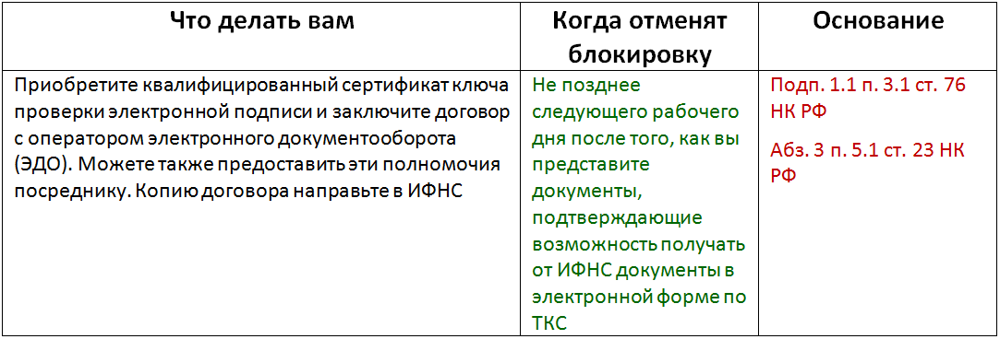 Что делать вам
Когда отменят
блокировку
Основание
Приобретите квалифицированный сертификат ключа
проверки электронной подписи и заключите договор
с оператором электронного документооборота
(ЭДО). Можете также предоставить эти полномочия
посреднику. Копию договора направьте в ИФНС
Не позднее
следующего рабочего
дня после того, как вы
представите
документы,
подтверждающие
возможность получать
от ИФНС документы в
электронной форме по
ТКС
Подп. 1.1 п. 3.1 ст. 76
НК РФ
Абз. 3 п. 5.1 ст. 23 НК
РФ